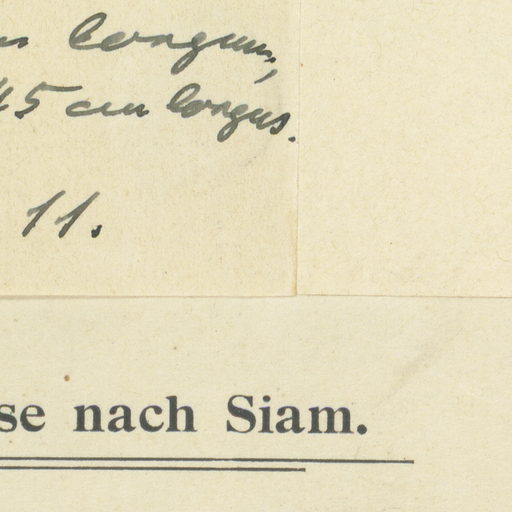 longum,
45 cm longus.
11.
se nach Siam.